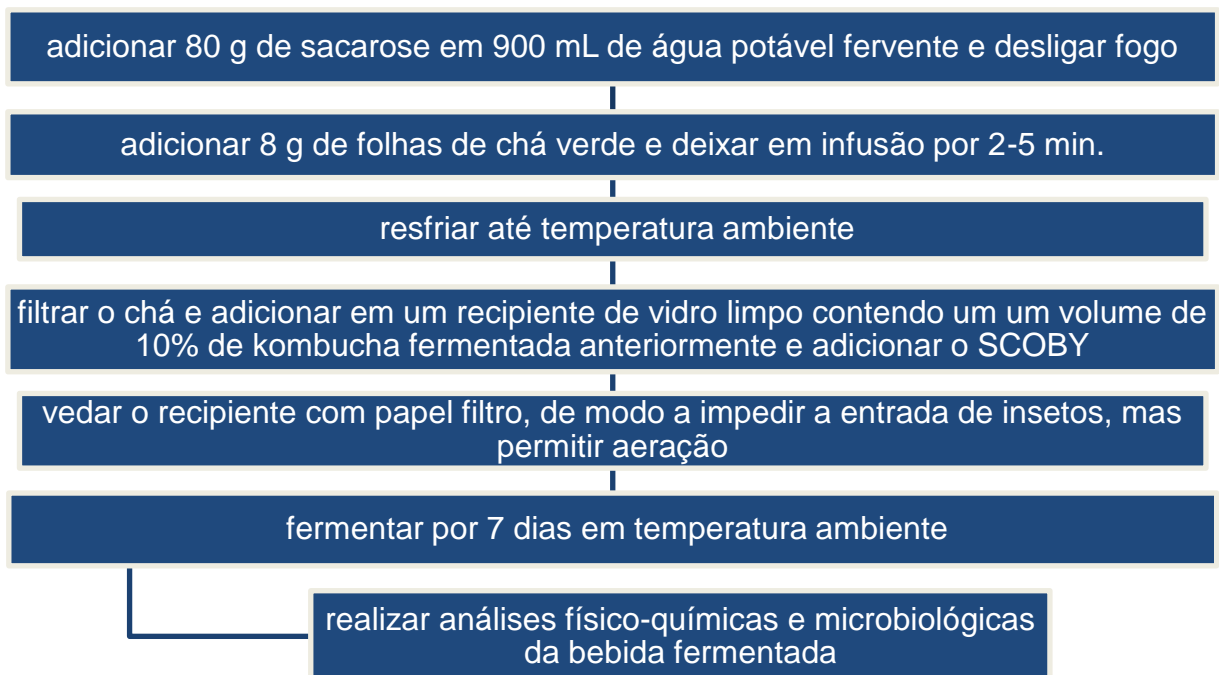 adicionar 80 g de sacarose em 900 mL de água potável fervente e desligar fogo
adicionar 8 g de folhas de chá verde e deixar em infusão por 2-5 min.
resfriar até temperatura ambiente
filtrar o chá e adicionar em um recipiente de vidro limpo contendo um um volume de
10% de kombucha fermentada anteriormente e adicionar o SCOBY
vedar o recipiente com papel filtro, de modo a impedir a entrada de insetos, mas
permitir aeração
fermentar por 7 dias em temperatura ambiente
realizar análises físico-químicas e microbiológicas
da bebida fermentada